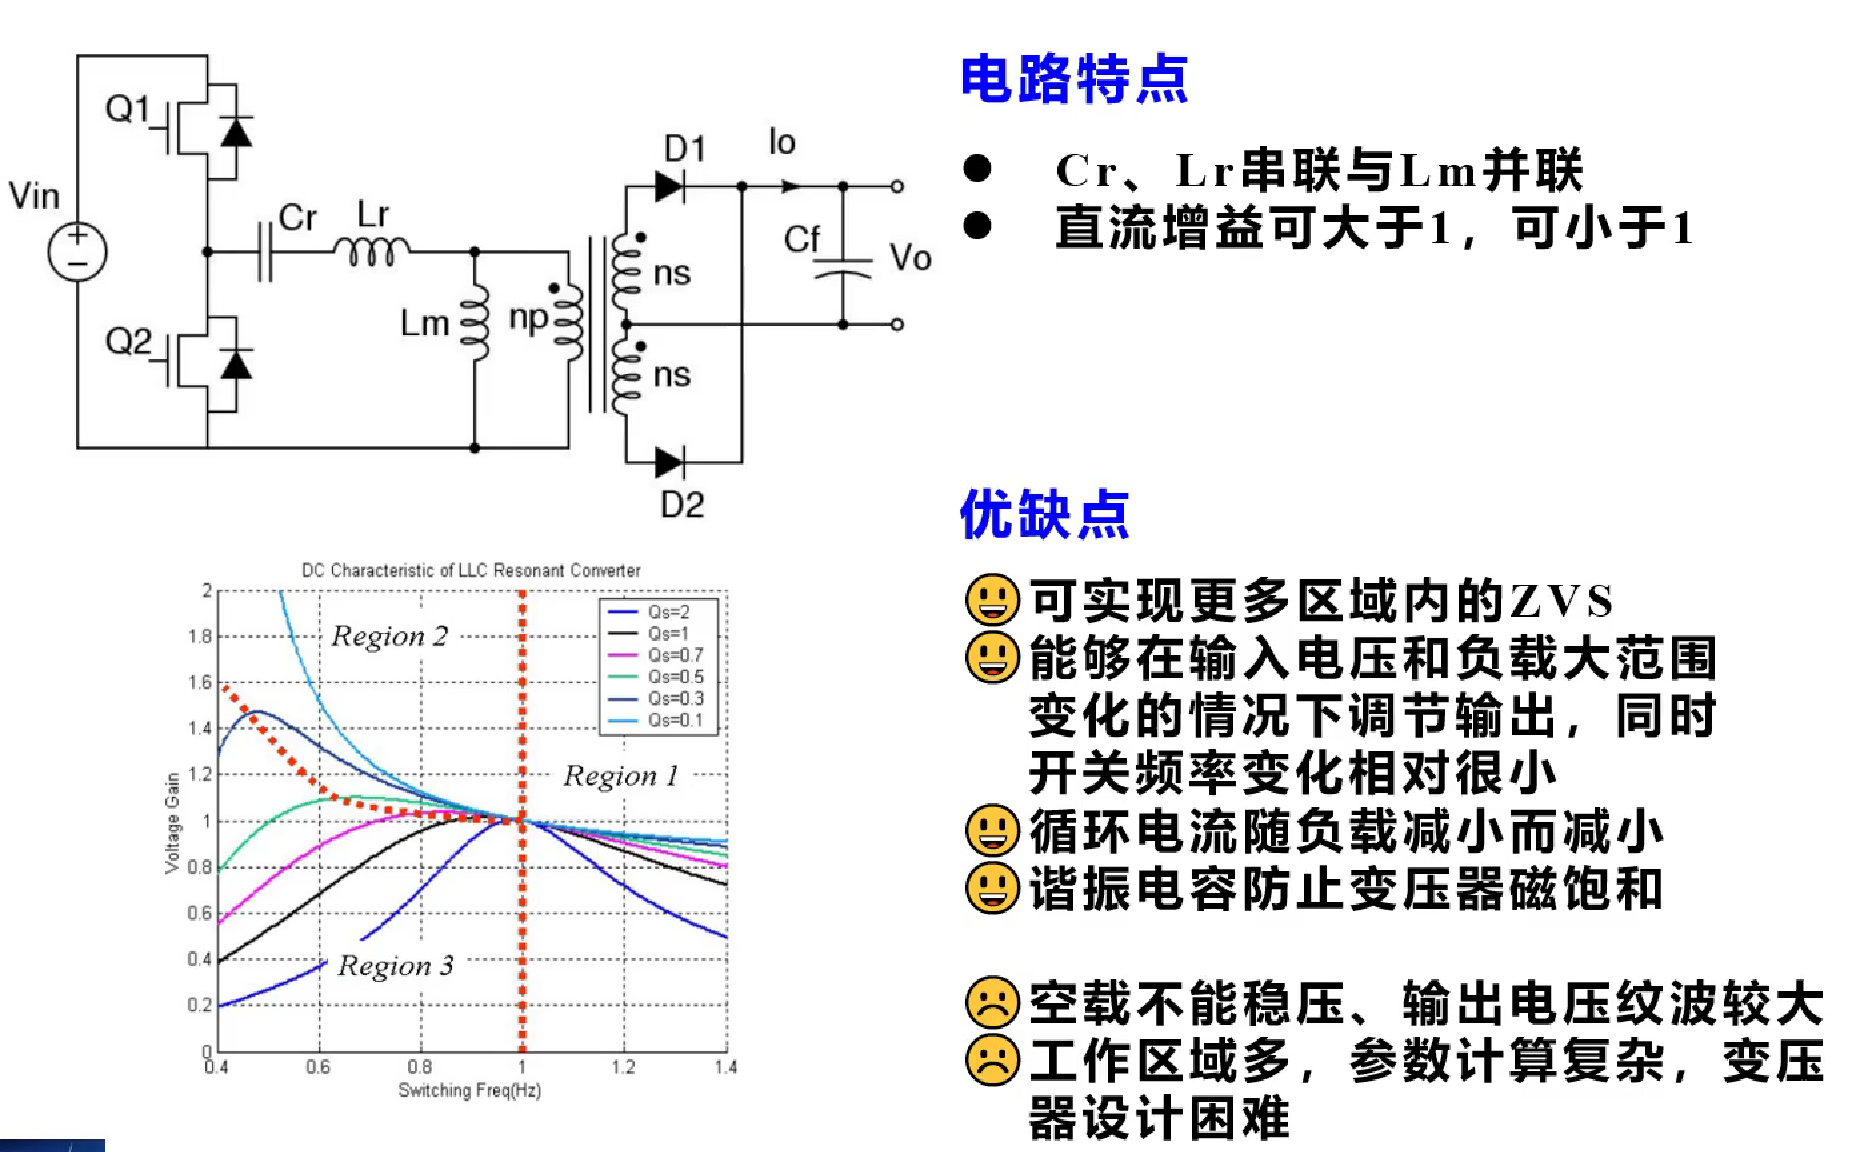 Q1
Vin
Cr
Lr
Lm
np
ns
ns
D1
Io
Cf
Vo
Q2
D2
电路特点
● Cr、Lr串联与Lm并联
● 直流增益可大于1，可小于1
DC Characteristic of LLC Resonant Converter
Voltage Gain
2
1.8
1.6
1.4
1.2
1
0.8
0.6
0.4
0.2
0
0.4 0.6 0.8 1 1.2 1.4
Switching Freq(Hz)
Region 2
Region 1
Region 3
Qs=2
Qs=1
Qs=0.7
Qs=0.5
Qs=0.3
Qs=0.1
优缺点
可实现更多区域内的ZVS
能够在输入电压和负载大范围
变化的情况下调节输出，同时
开关频率变化相对很小
循环电流随负载减小而减小
谐振电容防止变压器磁饱和
空载不能稳压、输出电压纹波较大
工作区域多，参数计算复杂，变压
器设计困难